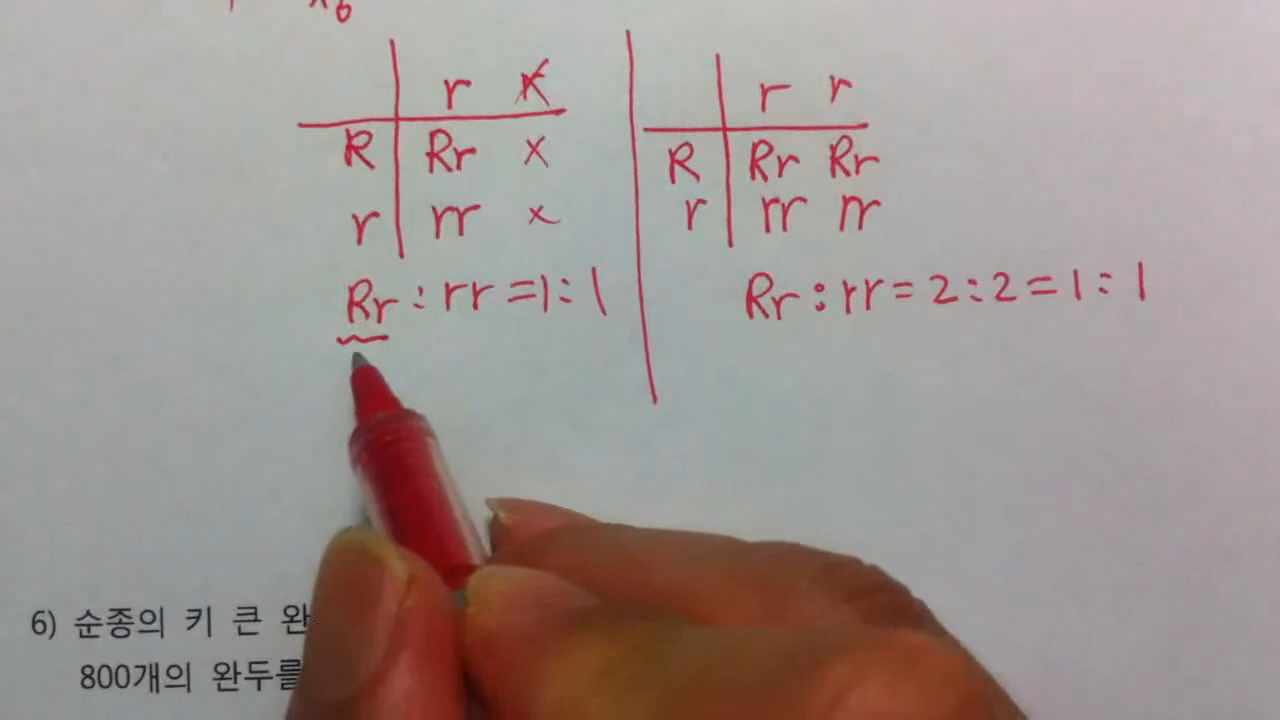 r r
R Rr ×
r rr ×
Rr : rr = 1 : 1
r r
R Rr Rr
r rr rr
Rr : rr = 2 : 2 = 1 : 1
6) 순종의 키 큰
800개의 완두를